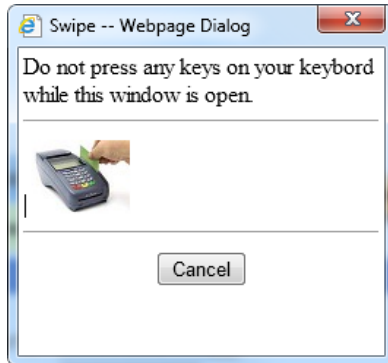 Swipe -- Webpage Dialog
Do not press any keys on your keybord
while this window is open.
Cancel